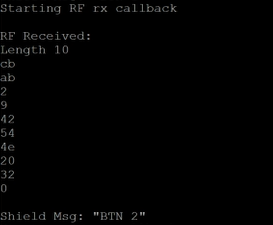 Starting RF rx callback
RF Received:
Length 10
cb
ab
2
9
42
54
4e
20
32
0
Shield Msg: "BTN 2"